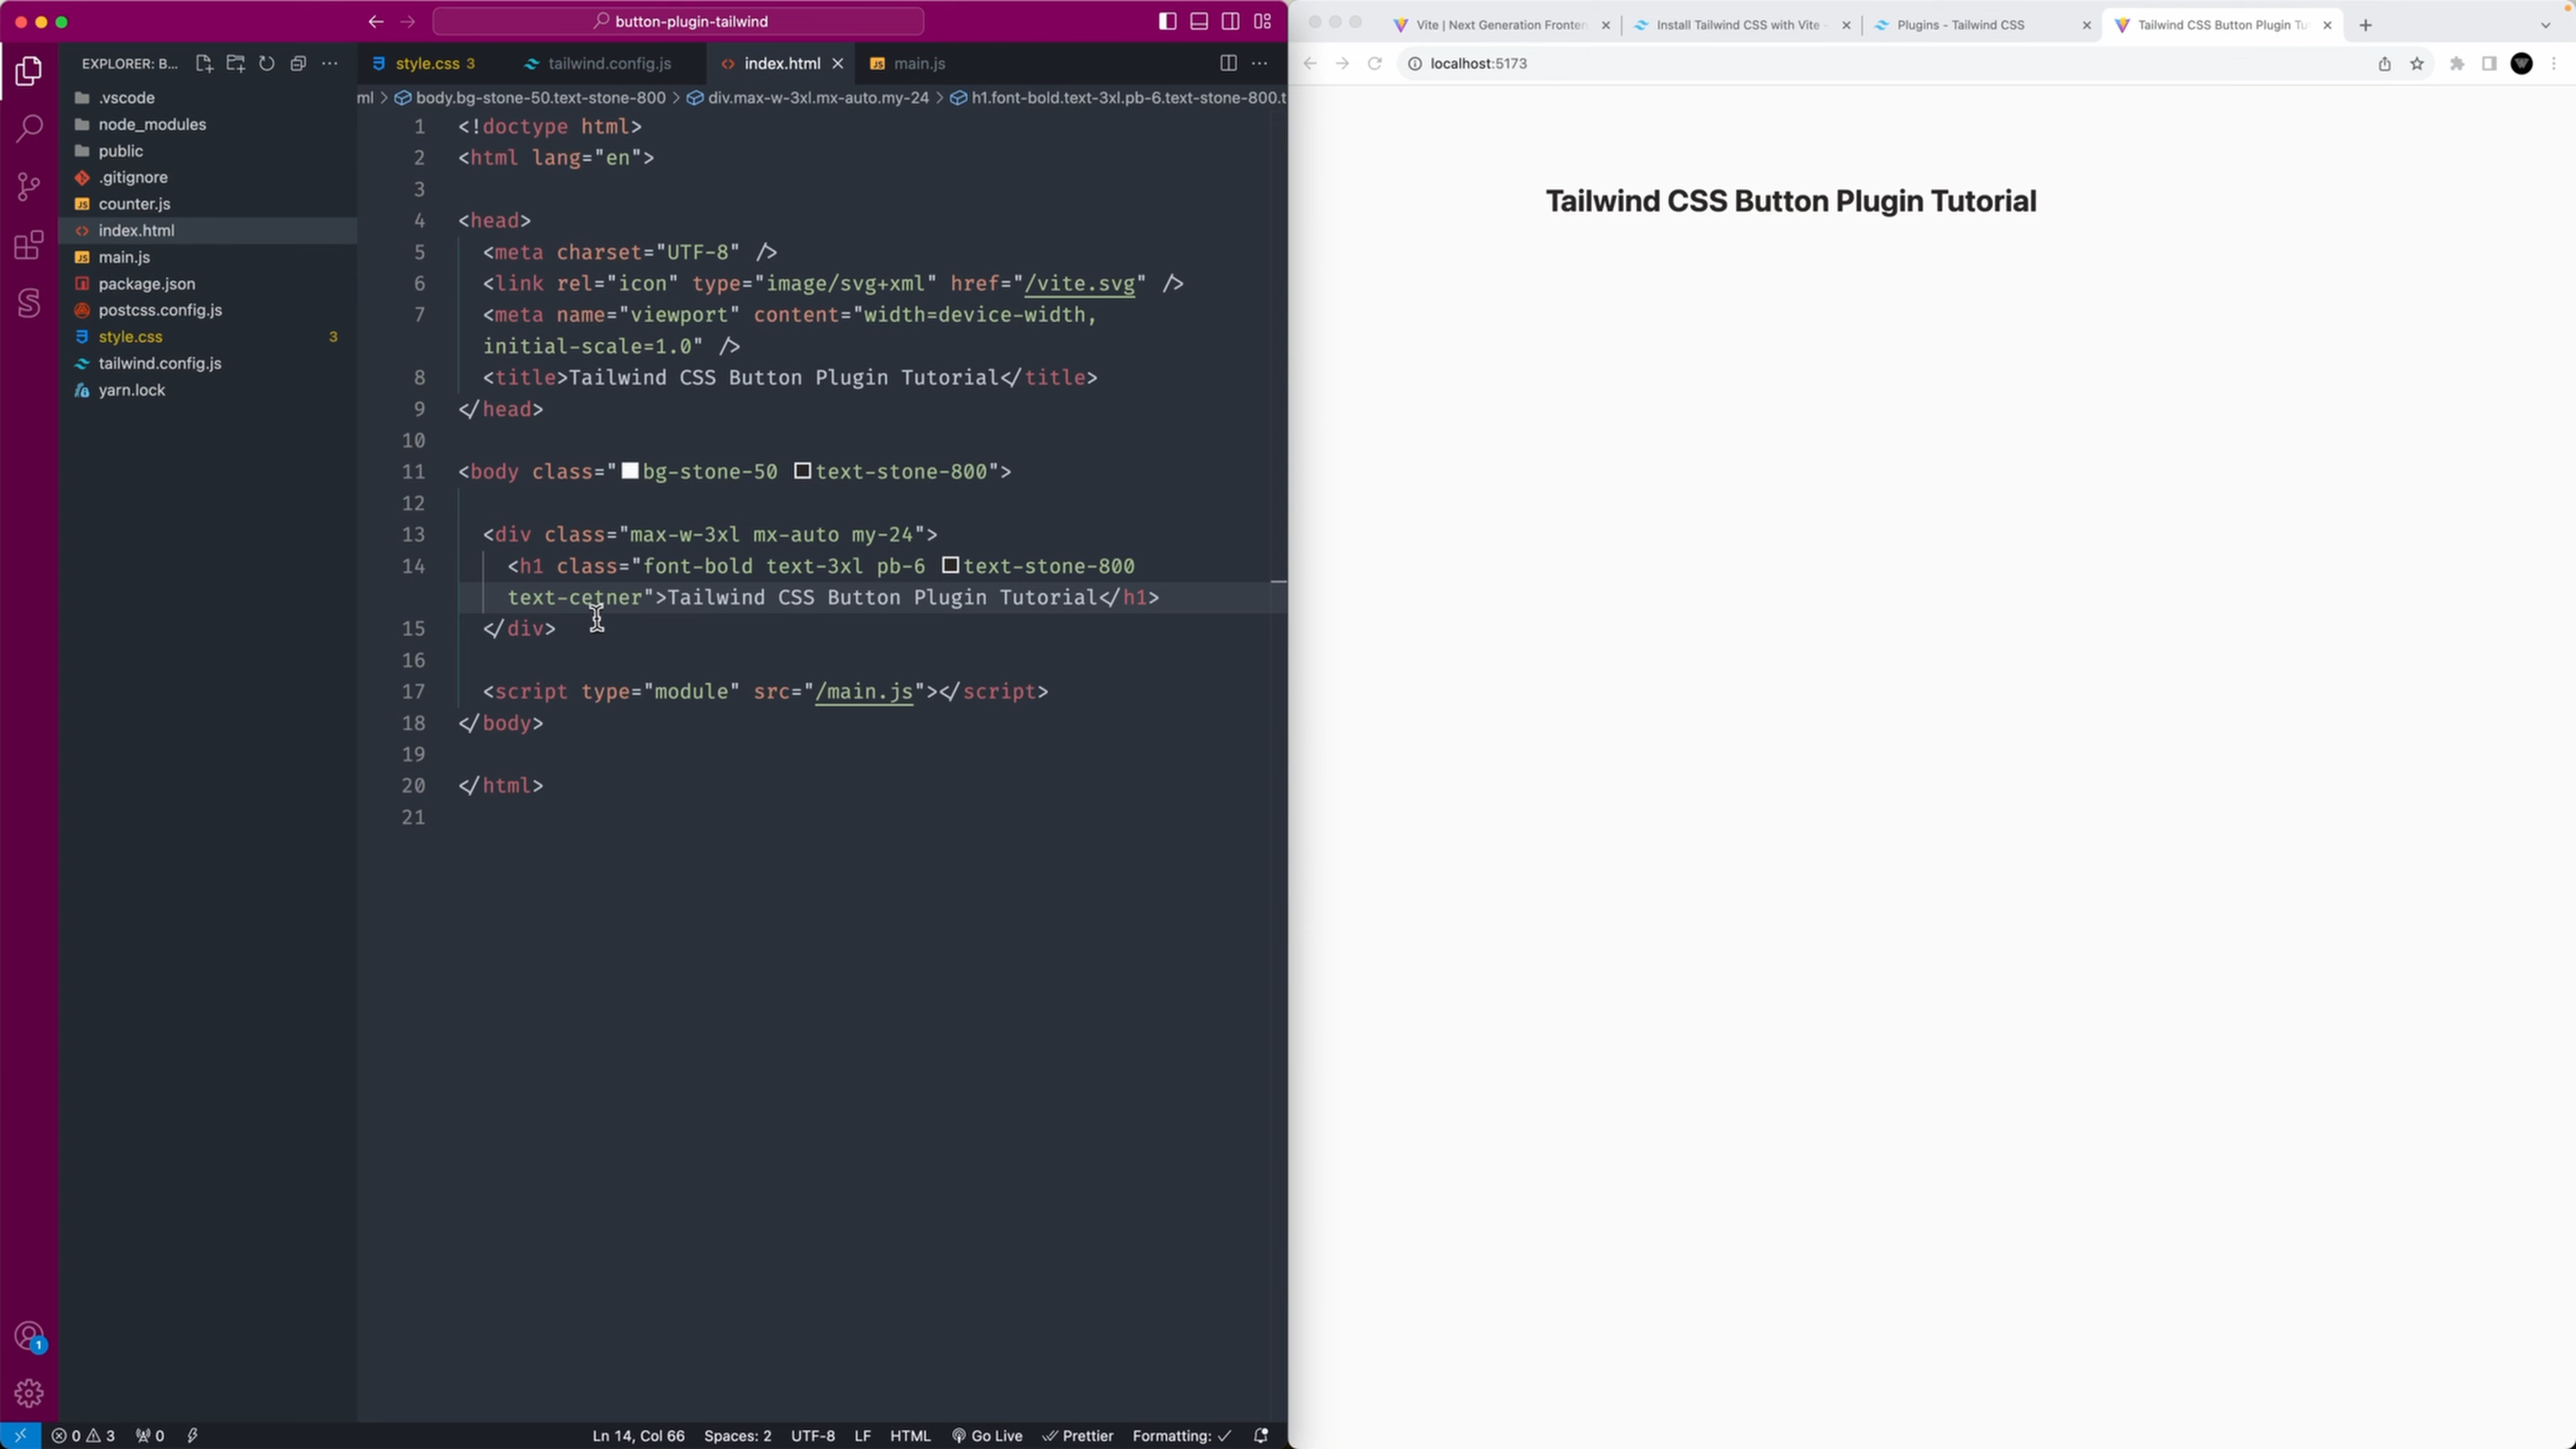 button-plugin-tailwind
EXPLORER: B...
.vscode
node_modules
public
.gitignore
counter.js
index.html
main.js
package.json
postcss.config.js
style.css 3
tailwind.config.js
yarn.lock
1
style.css 3 tailwind.config.js index.html main.js
ml > body.bg-stone-50.text-stone-800 > div.max-w-3xl.mx-auto.my-24 > h1.font-bold.text-3xl.pb-6.text-stone-800.t
1 <!doctype html>
2 <html lang="en">
3
4 <head>
5 <meta charset="UTF-8" />
6 <link rel="icon" type="image/svg+xml" href="/vite.svg" />
7 <meta name="viewport" content="width=device-width,
initial-scale=1.0" />
8 <title>Tailwind CSS Button Plugin Tutorial</title>
9 </head>
10
11 <body class="bg-stone-50 text-stone-800">
12
13 <div class="max-w-3xl mx-auto my-24">
14 <h1 class="font-bold text-3xl pb-6 text-stone-800
text-cetner">Tailwind CSS Button Plugin Tutorial</h1>
15 </div>
16
17 <script type="module" src="/main.js"></script>
18 </body>
19
20 </html>
21
0 3 0 Ln 14, Col 66 Spaces: 2 UTF-8 LF HTML Go Live Prettier Formatting:
Vite | Next Generation Fronten Install Tailwind CSS with Vite - Plugins - Tailwind CSS Tailwind CSS Button Plugin Tu
localhost:5173
Tailwind CSS Button Plugin Tutorial